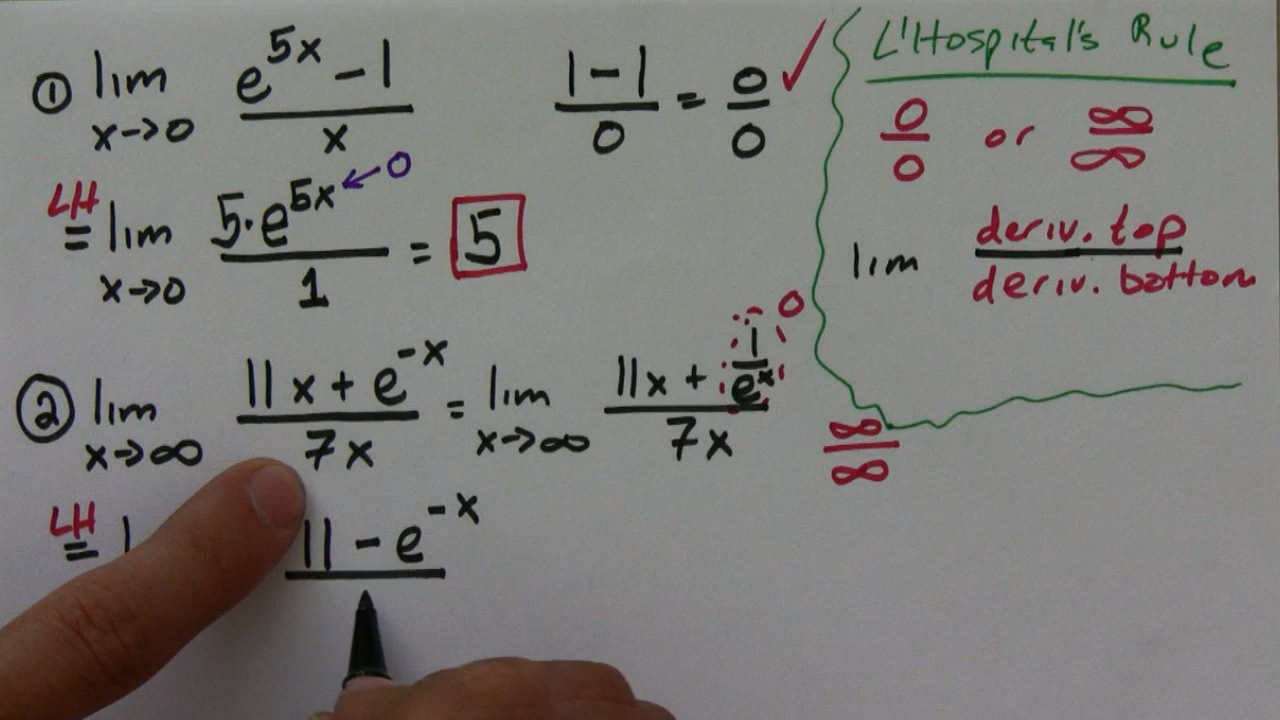 ① lim x→0 (e^(5x) − 1)/x    (1 − 1)/0 = 0/0 ✓
LH = lim x→0 (5·e^(5x))/1 = 5    ← 0
② lim x→∞ (11x + e^(−x))/(7x) = lim x→∞ (11x + 1/e^x)/(7x)    0    ∞/∞
LH = (11 − e^(−x))/
L'Hospital's Rule
0/0 or ∞/∞
lim deriv. top/deriv. bottom